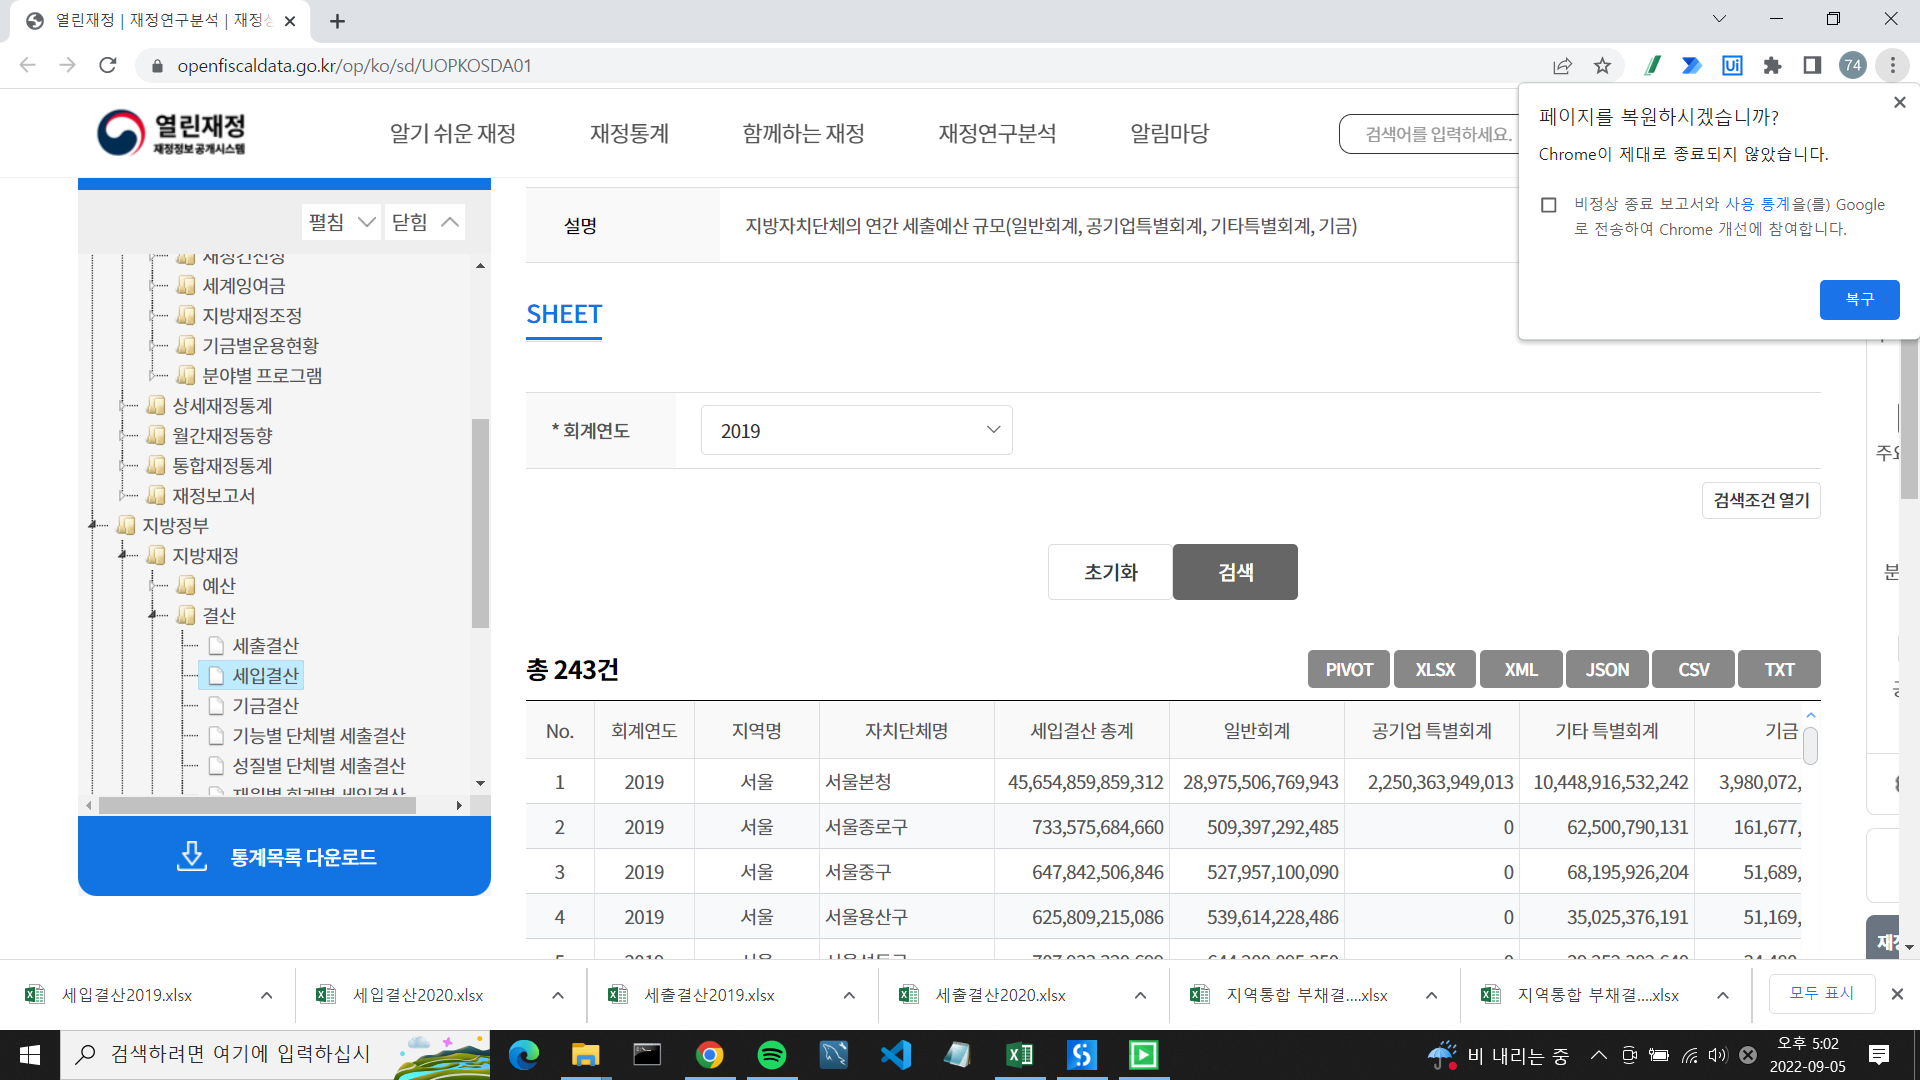 열린재정 | 재정연구분석 | 재정상
openfiscaldata.go.kr/op/ko/sd/UOPKOSDA01
Ui
74
열린재정
재정정보공개시스템
알기 쉬운 재정
재정통계
함께하는 재정
재정연구분석
알림마당
검색어를 입력하세요.
페이지를 복원하시겠습니까?
Chrome이 제대로 종료되지 않았습니다.
비정상 종료 보고서와 사용 통계을(를) Google
로 전송하여 Chrome 개선에 참여합니다.
복구
펼침
닫힘
재정건전성
세계잉여금
지방재정조정
기금별운용현황
분야별 프로그램
상세재정통계
월간재정동향
통합재정통계
재정보고서
지방정부
지방재정
예산
결산
세출결산
세입결산
기금결산
기능별 단체별 세출결산
성질별 단체별 세출결산
재원별 회계별 세입결산
통계목록 다운로드
설명
지방자치단체의 연간 세출예산 규모(일반회계, 공기업특별회계, 기타특별회계, 기금)
SHEET
* 회계연도
2019
검색조건 열기
초기화
검색
총 243건
PIVOT
XLSX
XML
JSON
CSV
TXT
No. 회계연도 지역명 자치단체명 세입결산 총계 일반회계 공기업 특별회계 기타 특별회계 기금
1 2019 서울 서울본청 45,654,859,859,312 28,975,506,769,943 2,250,363,949,013 10,448,916,532,242 3,980,072,
2 2019 서울 서울종로구 733,575,684,660 509,397,292,485 0 62,500,790,131 161,677,
3 2019 서울 서울중구 647,842,506,846 527,957,100,090 0 68,195,926,204 51,689,
4 2019 서울 서울용산구 625,809,215,086 539,614,228,486 0 35,025,376,191 51,169,
주요
분
세입결산2019.xlsx
세입결산2020.xlsx
세출결산2019.xlsx
세출결산2020.xlsx
지역통합 부채결....xlsx
지역통합 부채결....xlsx
모두 표시
검색하려면 여기에 입력하십시
비 내리는 중
오후 5:02
2022-09-05